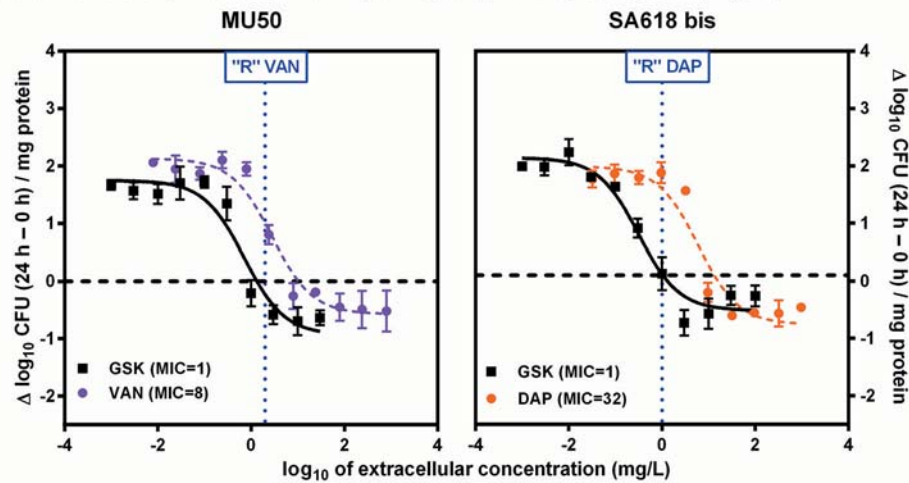 MU50
SA618 bis
"R" VAN
"R" DAP
4
3
2
1
0
-1
-2
4
3
2
1
0
-1
-2
Δ log10 CFU (24 h – 0 h) / mg protein
Δ log10 CFU (24 h – 0 h) / mg protein
GSK (MIC=1)
VAN (MIC=8)
GSK (MIC=1)
DAP (MIC=32)
-4 -2 0 2 4
-4 -2 0 2 4
log10 of extracellular concentration (mg/L)